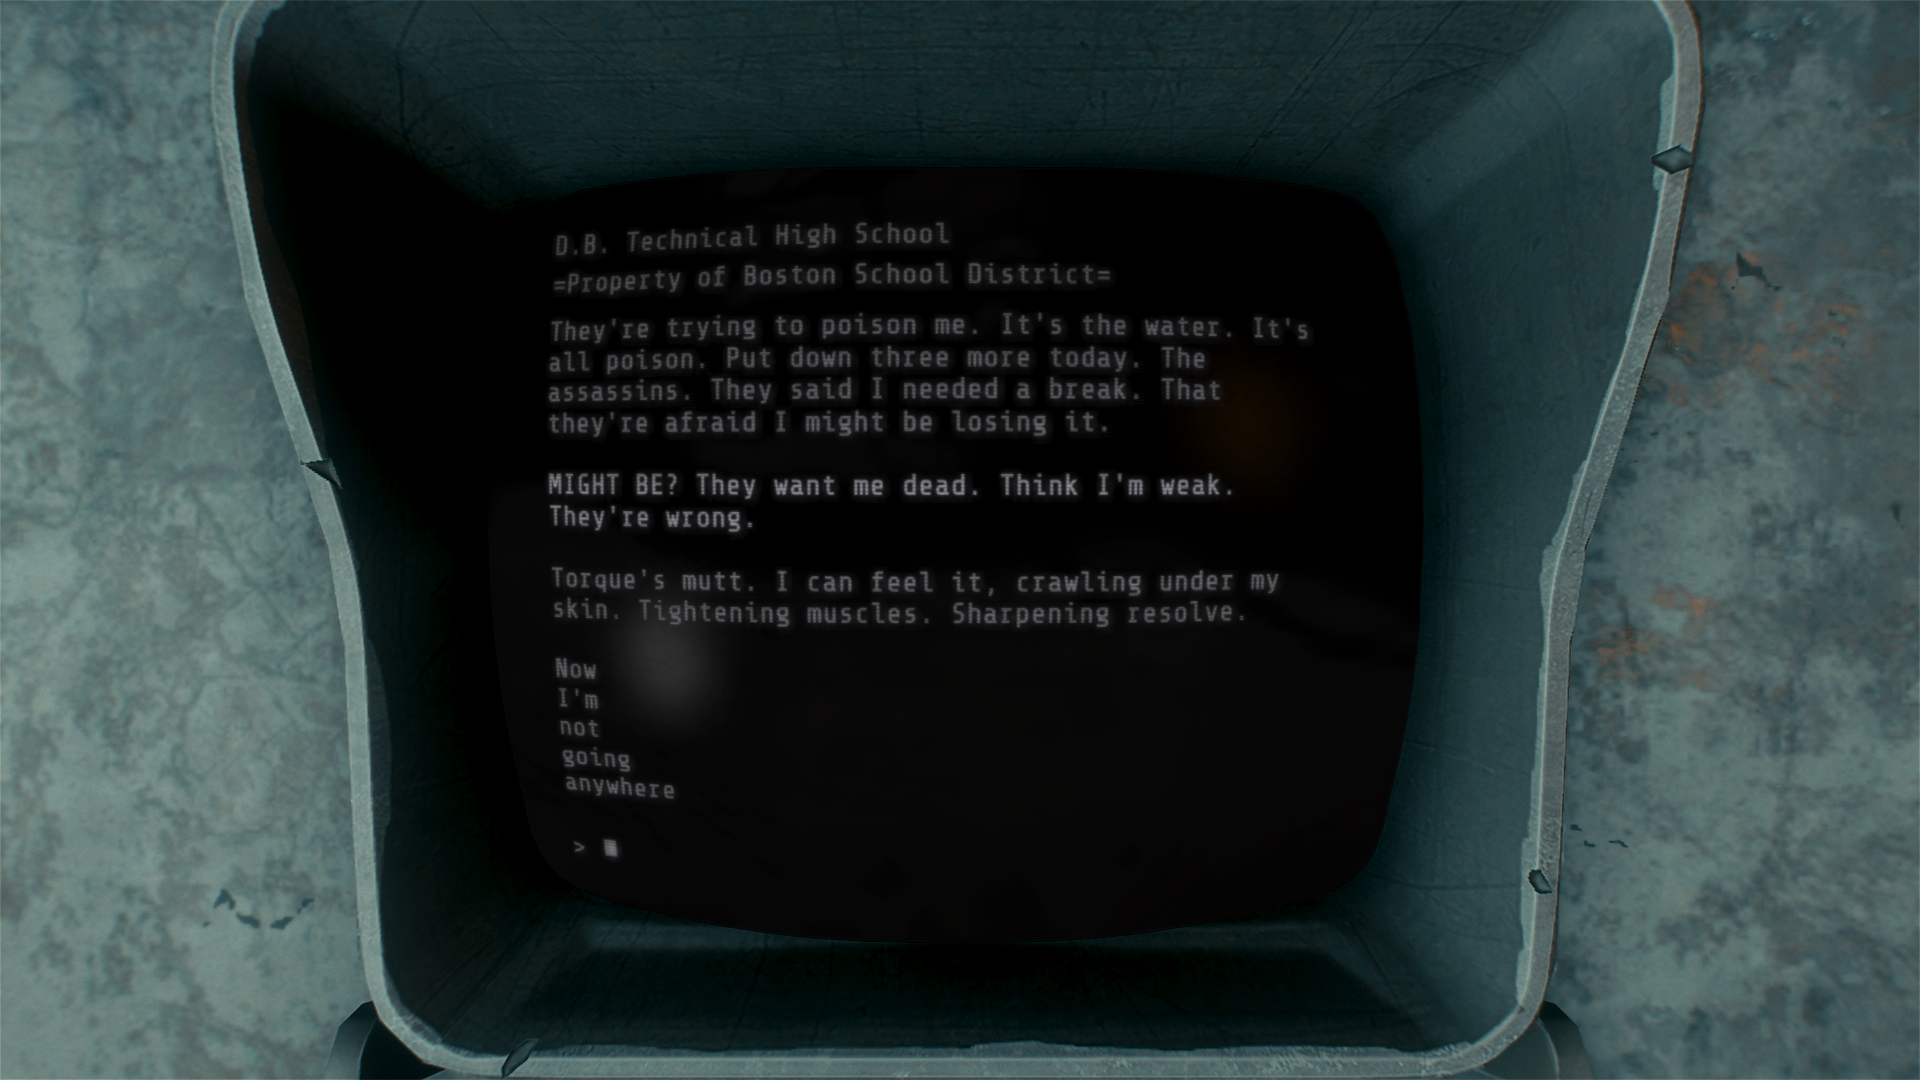 D.B. Technical High School
=Property of Boston School District=
They're trying to poison me. It's the water. It's
all poison. Put down three more today. The
assassins. They said I needed a break. That
they're afraid I might be losing it.
MIGHT BE? They want me dead. Think I'm weak.
They're wrong.
Torque's mutt. I can feel it, crawling under my
skin. Tightening muscles. Sharpening resolve.
Now
I'm
not
going
anywhere
>